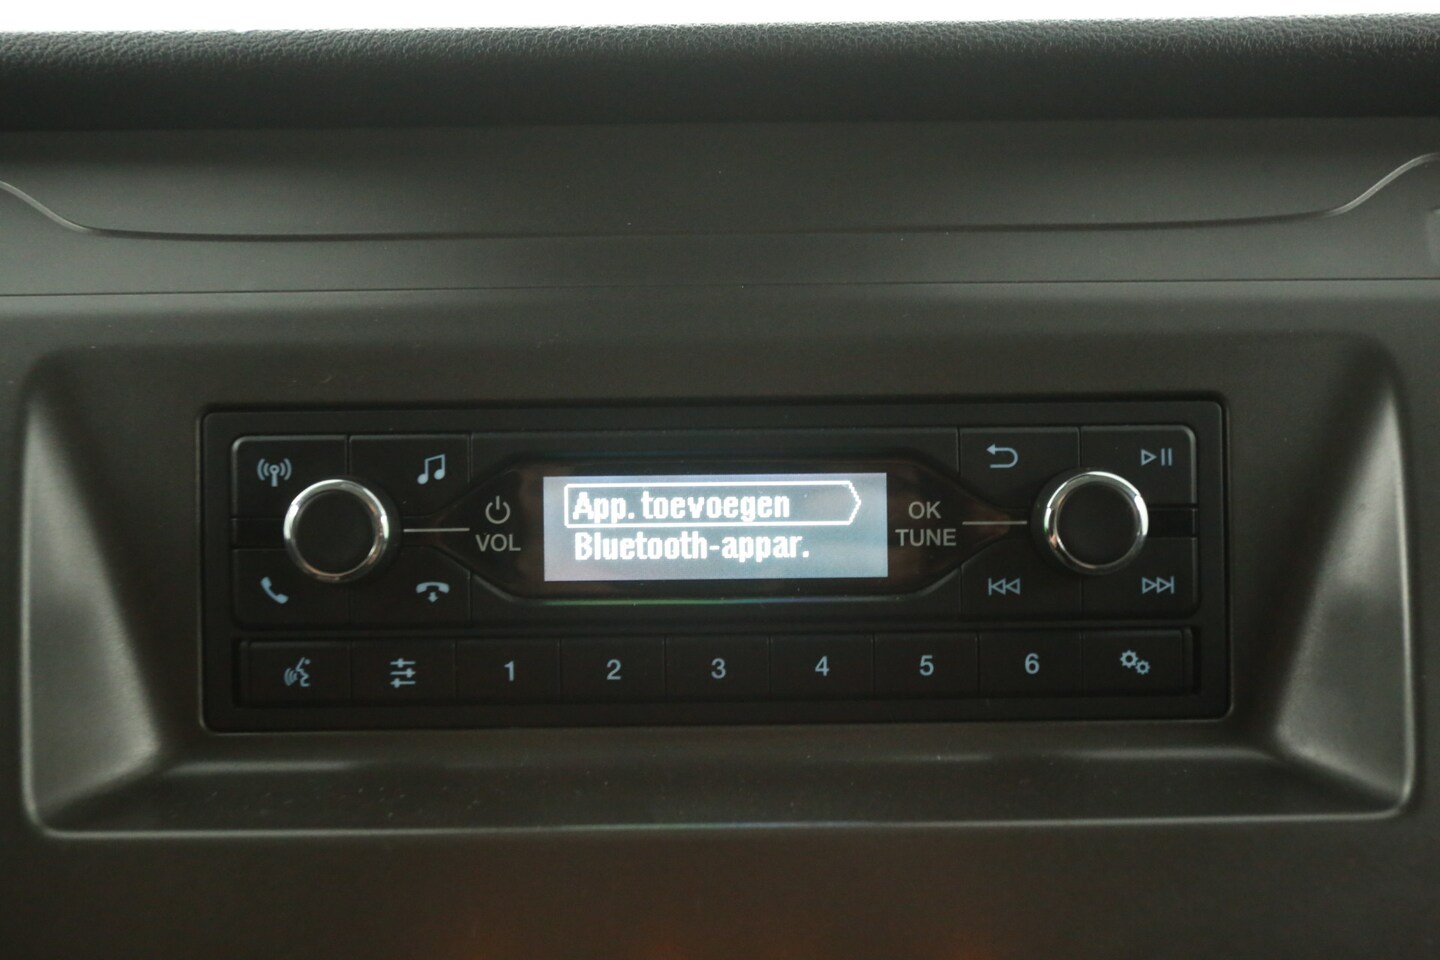 App. toevoegen
Bluetooth-appar.
VOL
OK
TUNE
1 2 3 4 5 6